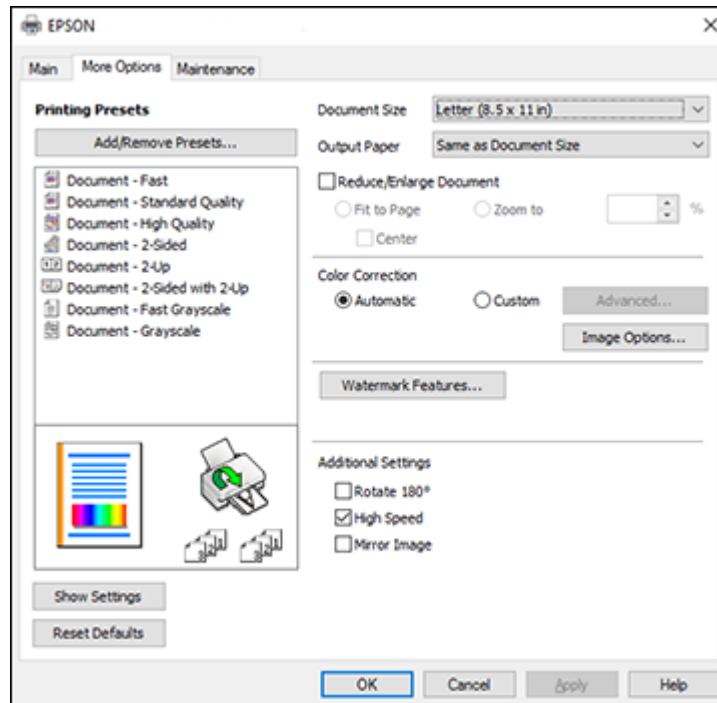 EPSON
Main
More Options
Maintenance
Printing Presets
Add/Remove Presets...
Document - Fast
Document - Standard Quality
Document - High Quality
Document - 2-Sided
Document - 2-Up
Document - 2-Sided with 2-Up
Document - Fast Grayscale
Document - Grayscale
Show Settings
Reset Defaults
Document Size
Letter (8.5 x 11 in)
Output Paper
Same as Document Size
Reduce/Enlarge Document
Fit to Page
Zoom to
%
Center
Color Correction
Automatic
Custom
Advanced...
Image Options...
Watermark Features...
Additional Settings
Rotate 180°
High Speed
Mirror Image
OK
Cancel
Apply
Help